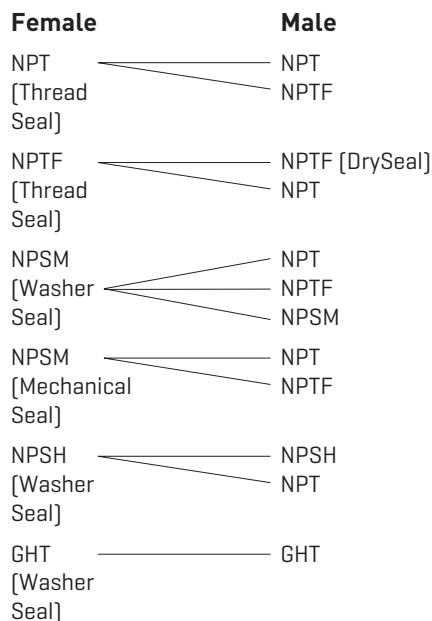 Female Male
NPT NPT
(Thread NPTF
Seal)
NPTF NPTF (DrySeal)
(Thread NPT
Seal)
NPSM NPT
(Washer NPTF
Seal) NPSM
NPSM NPT
(Mechanical NPTF
Seal)
NPSH NPSH
(Washer NPT
Seal)
GHT GHT
(Washer
Seal)